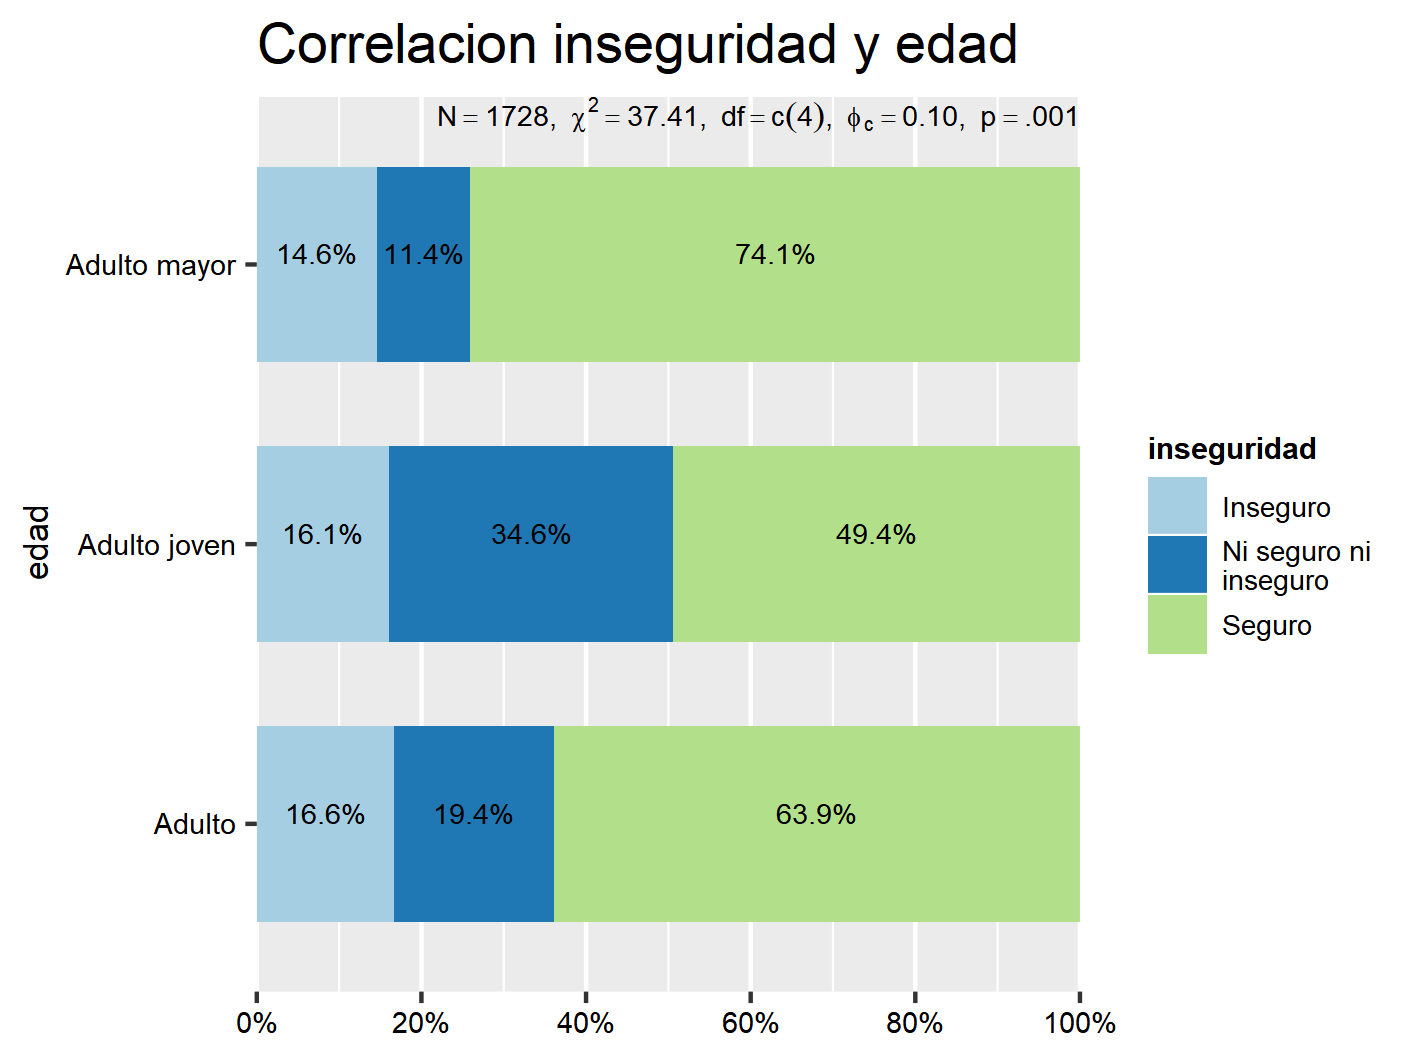 Correlacion inseguridad y edad
N = 1728, χ² = 37.41, df = c(4), ϕc = 0.10, p = .001
Adulto mayor
14.6%
11.4%
74.1%
edad
Adulto joven
16.1%
34.6%
49.4%
Adulto
16.6%
19.4%
63.9%
0%
20%
40%
60%
80%
100%
inseguridad
Inseguro
Ni seguro ni
inseguro
Seguro